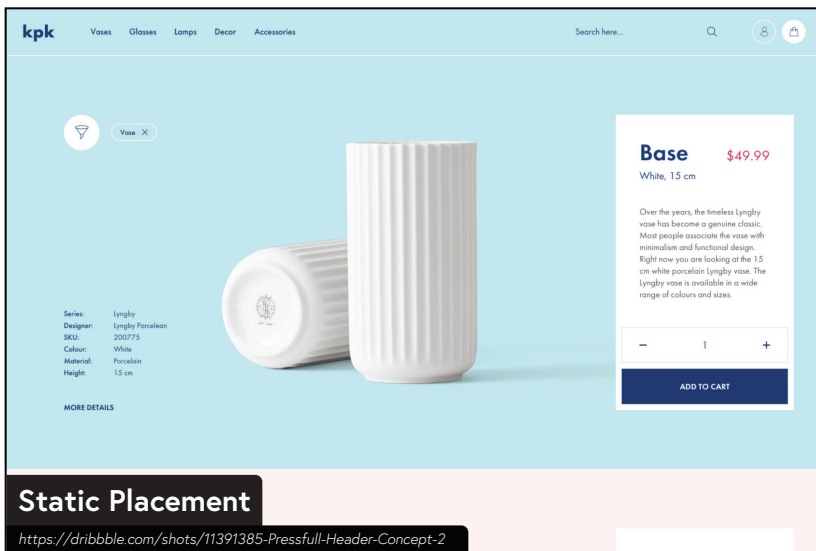 kpk
Vases Glasses Lamps Decor Accessories
Search here...
Vase
Base $49.99
White, 15 cm
Over the years, the timeless Lyngby
vase has become a genuine classic.
Most people associate the vase with
minimalism and functional design.
Right now you are looking at the 15
cm white porcelain Lyngby vase. The
Lyngby vase is available in a wide
range of colours and sizes.
Series: Lyngby
Designer: Lyngby Porcelean
SKU: 200775
Colour: White
Material: Porcelain
Height: 15 cm
MORE DETAILS
− 1 +
ADD TO CART
Static Placement
https://dribbble.com/shots/11391385-Pressfull-Header-Concept-2